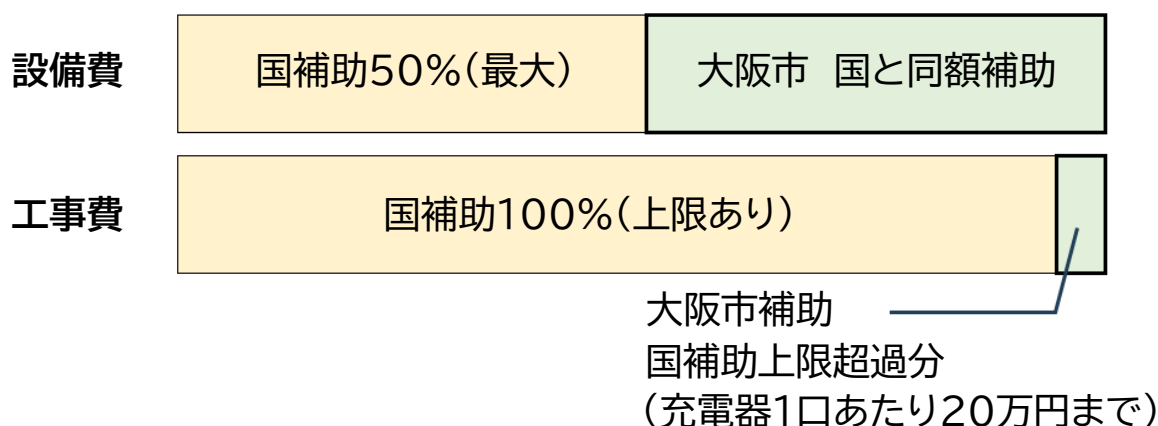 設備費
国補助50%(最大)
大阪市 国と同額補助
工事費
国補助100%(上限あり)
大阪市補助
国補助上限超過分
(充電器1口あたり20万円まで)